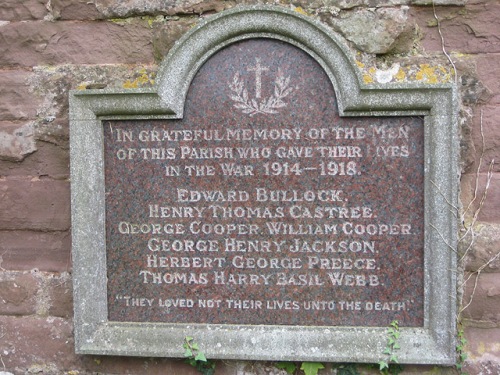 IN GRATEFUL MEMORY OF THE MEN
OF THIS PARISH WHO GAVE THEIR LIVES
IN THE WAR 1914-1918.
EDWARD BULLOCK.
HENRY THOMAS CASTREE.
GEORGE COOPER. WILLIAM COOPER.
GEORGE HENRY JACKSON.
HERBERT GEORGE PREECE.
THOMAS HARRY BASIL WEBB.
"THEY LOVED NOT THEIR LIVES UNTO THE DEATH"